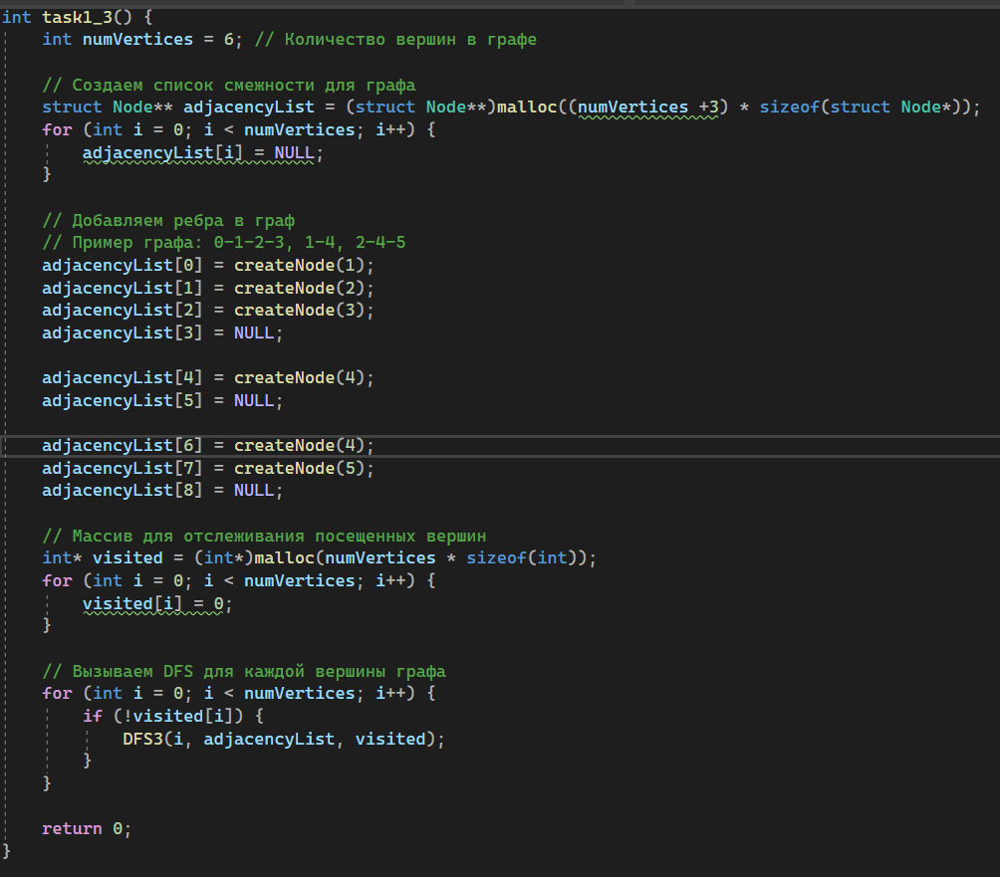 int task1_3() {
    int numVertices = 6; // Количество вершин в графе

    // Создаем список смежности для графа
    struct Node** adjacencyList = (struct Node**)malloc((numVertices +3) * sizeof(struct Node*));
    for (int i = 0; i < numVertices; i++) {
        adjacencyList[i] = NULL;
    }

    // Добавляем ребра в граф
    // Пример графа: 0-1-2-3, 1-4, 2-4-5
    adjacencyList[0] = createNode(1);
    adjacencyList[1] = createNode(2);
    adjacencyList[2] = createNode(3);
    adjacencyList[3] = NULL;

    adjacencyList[4] = createNode(4);
    adjacencyList[5] = NULL;

    adjacencyList[6] = createNode(4);
    adjacencyList[7] = createNode(5);
    adjacencyList[8] = NULL;

    // Массив для отслеживания посещенных вершин
    int* visited = (int*)malloc(numVertices * sizeof(int));
    for (int i = 0; i < numVertices; i++) {
        visited[i] = 0;
    }

    // Вызываем DFS для каждой вершины графа
    for (int i = 0; i < numVertices; i++) {
        if (!visited[i]) {
            DFS3(i, adjacencyList, visited);
        }
    }

    return 0;
}